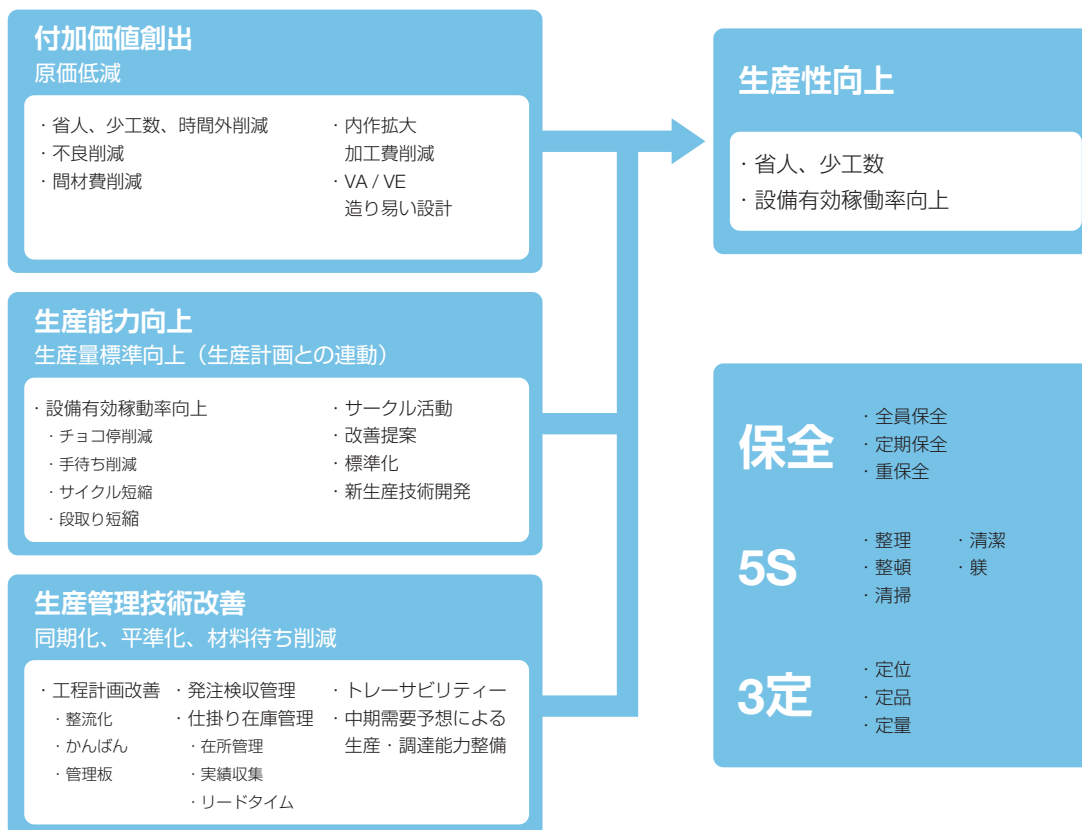 付加価値創出
原価低減
・省人、少工数、時間外削減
・不良削減
・間材費削減
・内作拡大
加工費削減
・VA / VE
造り易い設計
生産能力向上
生産量標準向上（生産計画との連動）
・設備有効稼動率向上
・チョコ停削減
・手待ち削減
・サイクル短縮
・段取り短縮
・サークル活動
・改善提案
・標準化
・新生産技術開発
生産管理技術改善
同期化、平準化、材料待ち削減
・工程計画改善
・整流化
・かんばん
・管理板
・発注検収管理
・仕掛り在庫管理
・在所管理
・実績収集
・リードタイム
・トレーサビリティー
・中期需要予想による
生産・調達能力整備
生産性向上
・省人、少工数
・設備有効稼働率向上
保全
・全員保全
・定期保全
・重保全
5S
・整理
・整頓
・清掃
・清潔
・躾
3定
・定位
・定品
・定量